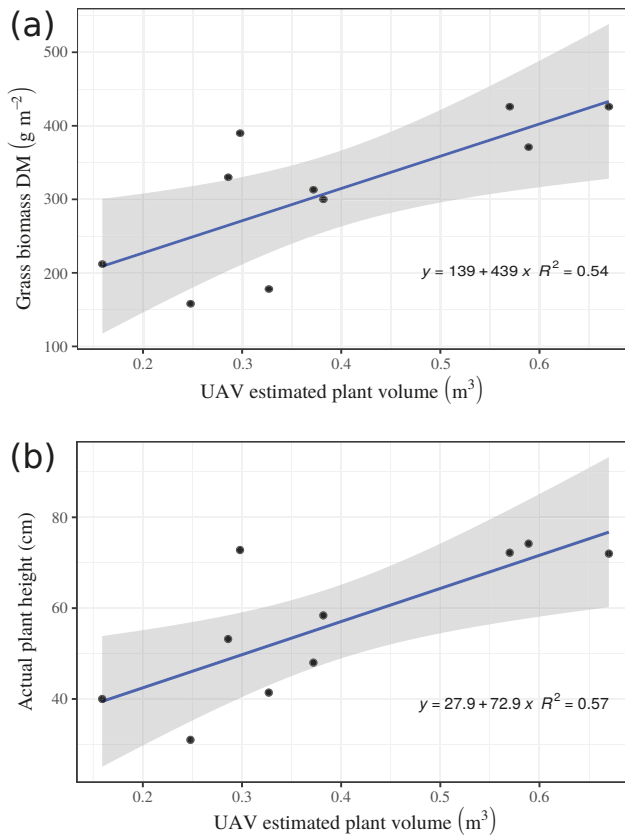 (a)
Grass biomass DM (g m⁻²)
500
400
300
200
100
y = 139 + 439 x R² = 0.54
0.2 0.3 0.4 0.5 0.6
UAV estimated plant volume (m³)
(b)
Actual plant height (cm)
80
60
40
y = 27.9 + 72.9 x R² = 0.57
0.2 0.3 0.4 0.5 0.6
UAV estimated plant volume (m³)